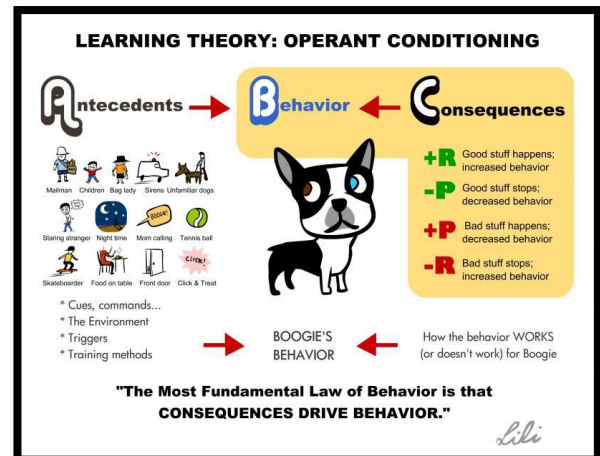 LEARNING THEORY: OPERANT CONDITIONING
Antecedents
Behavior
Consequences
Mailman Children Bag lady Sirens Unfamiliar dogs
BOOGIE!
Staring stranger Night time Mom calling Tennis ball
CLICK!
Skateboarder Food on table Front door Click & Treat
+R Good stuff happens;
increased behavior
-P Good stuff stops;
decreased behavior
+P Bad stuff happens;
decreased behavior
-R Bad stuff stops;
increased behavior
* Cues, commands...
* The Environment
* Triggers
* Training methods
BOOGIE'S
BEHAVIOR
How the behavior WORKS
(or doesn't work) for Boogie
"The Most Fundamental Law of Behavior is that
CONSEQUENCES DRIVE BEHAVIOR."
Lili